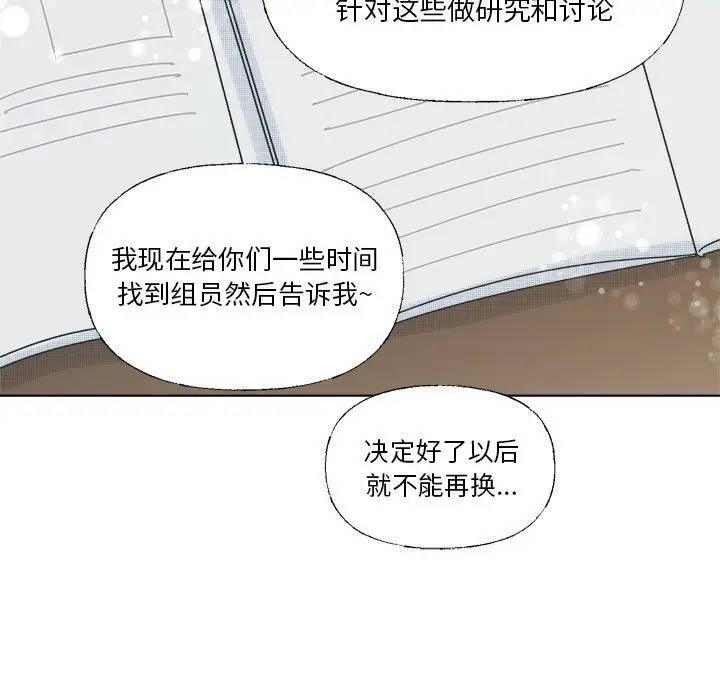 针对这些做研究和讨论
我现在给你们一些时间
找到组员然后告诉我~
决定好了以后
就不能再换...